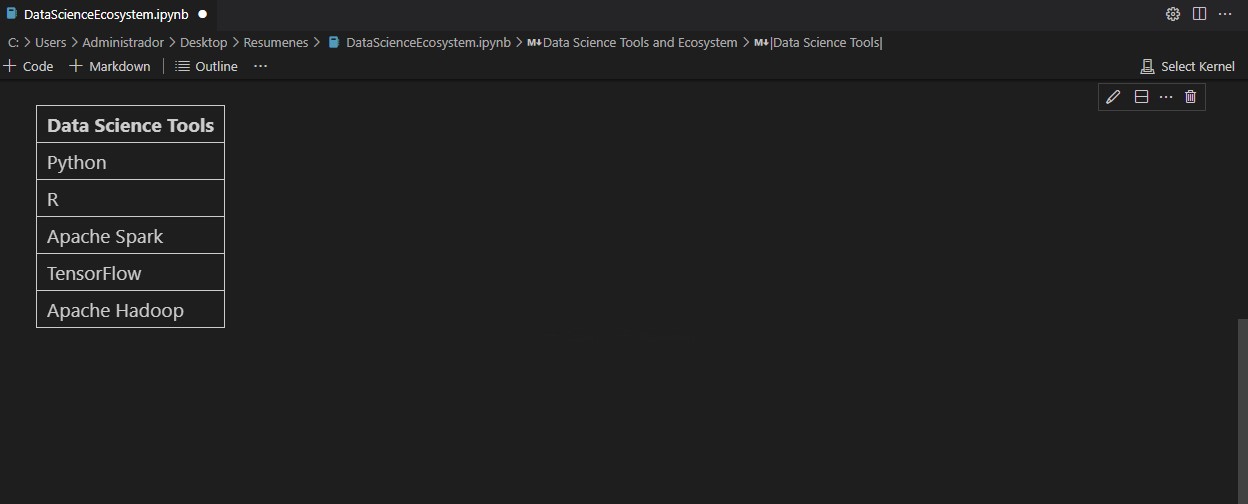 DataScienceEcosystem.ipynb
C: > Users > Administrador > Desktop > Resumenes > DataScienceEcosystem.ipynb > M↓Data Science Tools and Ecosystem > M↓|Data Science Tools|
+ Code + Markdown | Outline ... Select Kernel
Data Science Tools
Python
R
Apache Spark
TensorFlow
Apache Hadoop